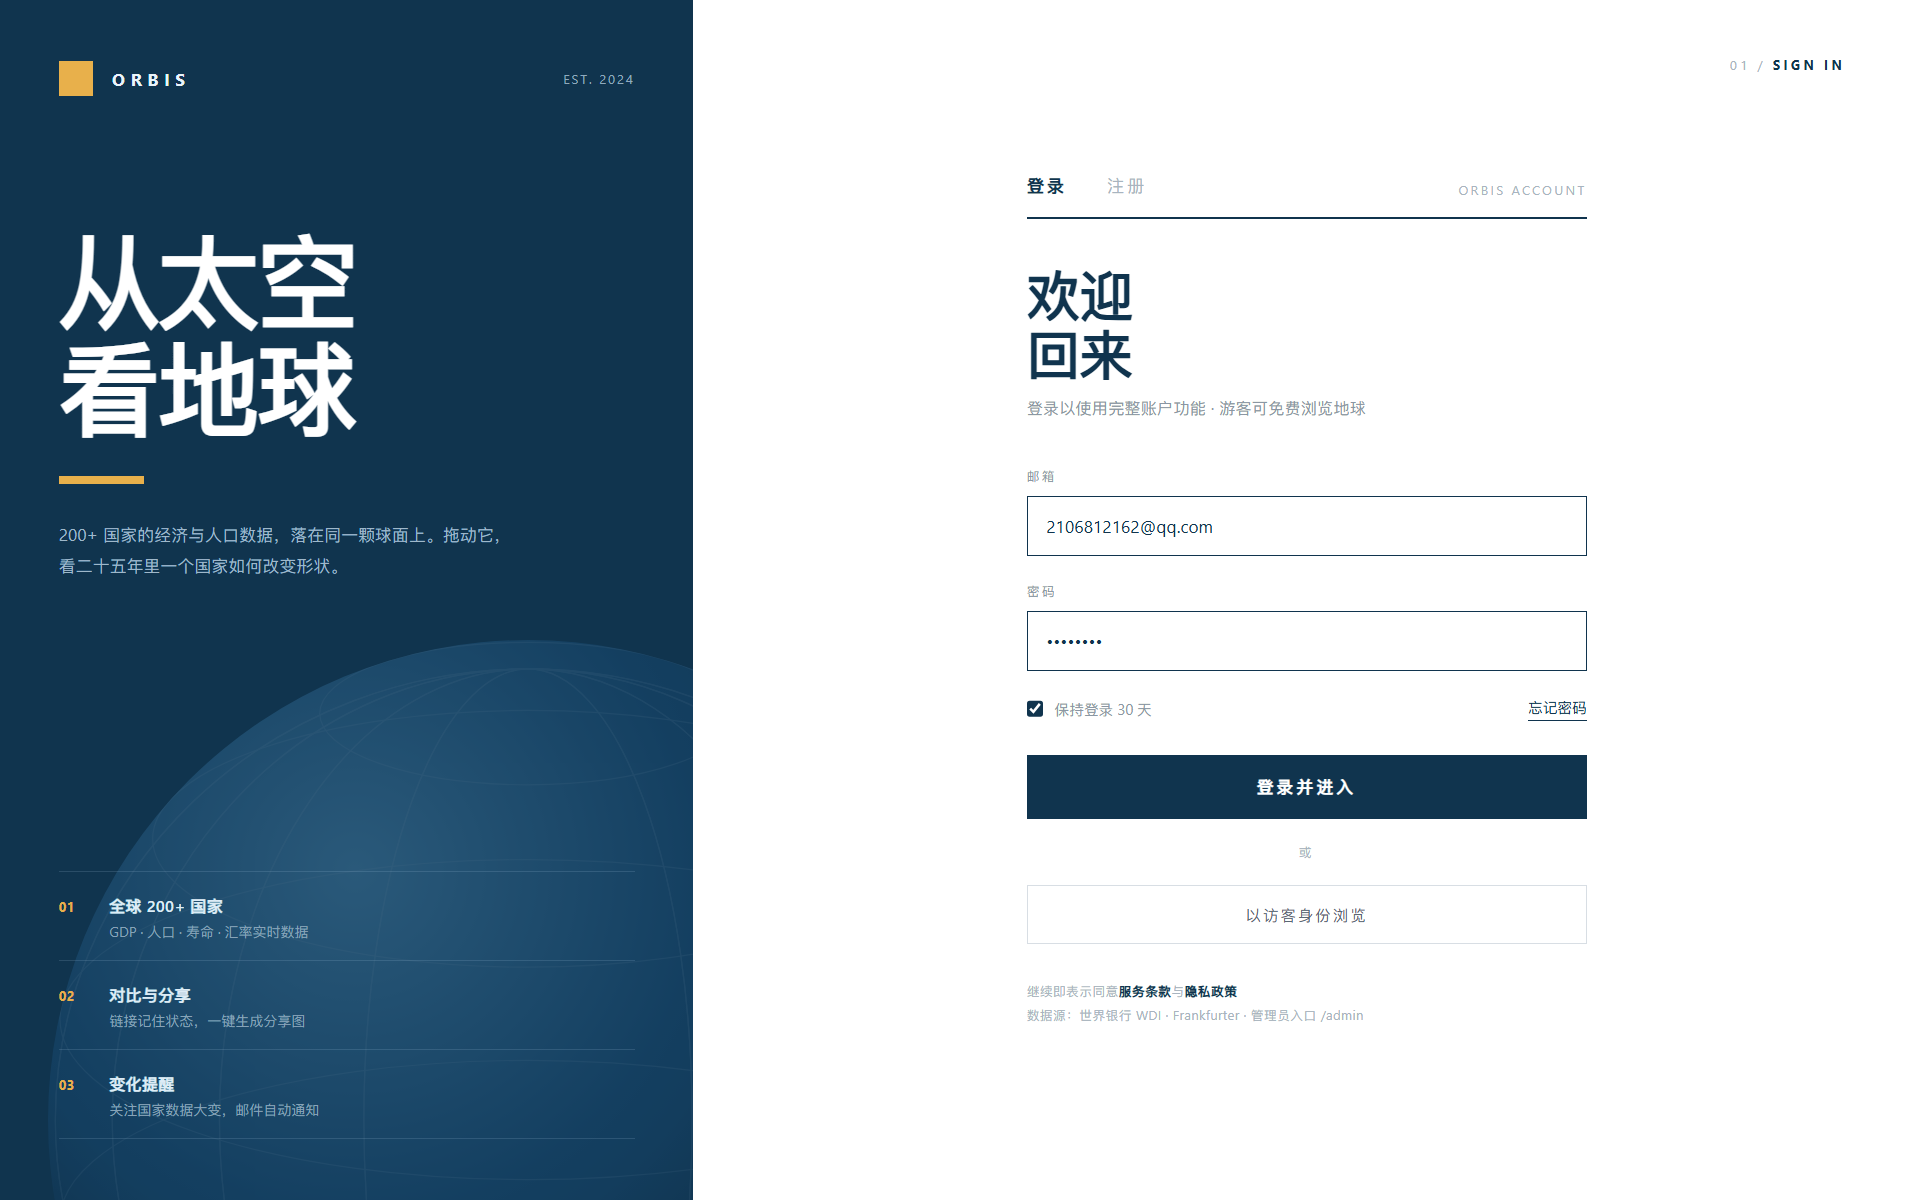 ORBIS
EST. 2024
从太空
看地球
200+ 国家的经济与人口数据，落在同一颗球面上。拖动它，
看二十五年里一个国家如何改变形状。
01 全球 200+ 国家
GDP · 人口 · 寿命 · 汇率实时数据
02 对比与分享
链接记住状态，一键生成分享图
03 变化提醒
关注国家数据大变，邮件自动通知
01 / SIGN IN
登录 注册 ORBIS ACCOUNT
欢迎
回来
登录以使用完整账户功能 · 游客可免费浏览地球
邮箱
2106812162@qq.com
密码
••••••••
保持登录 30 天 忘记密码
登录并进入
或
以访客身份浏览
继续即表示同意服务条款与隐私政策
数据源：世界银行 WDI · Frankfurter · 管理员入口 /admin